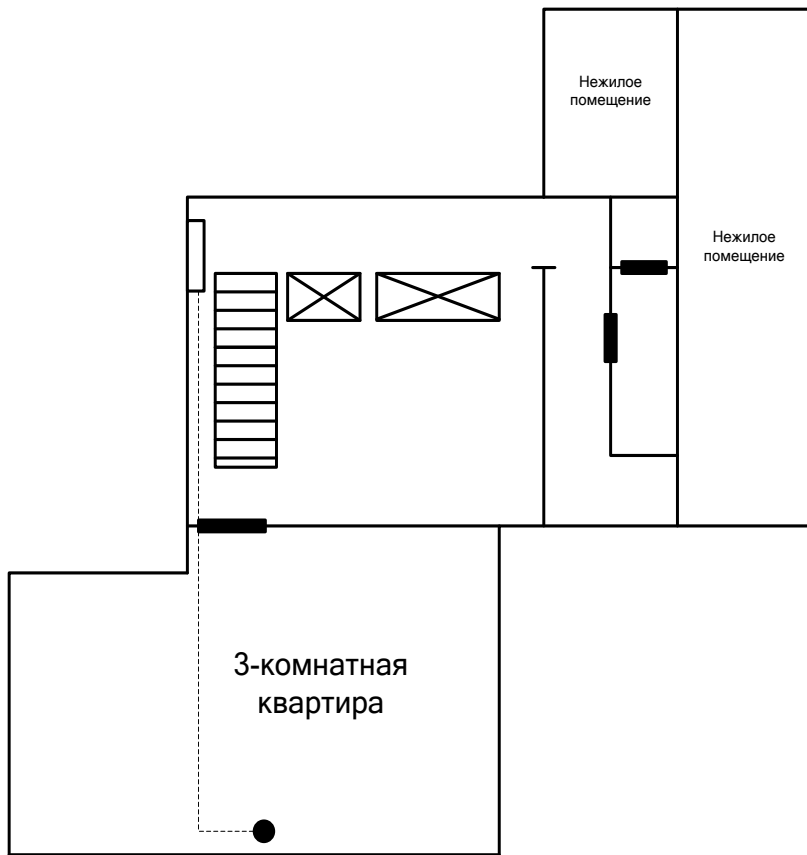 Нежилое
помещение
Нежилое
помещение
3-комнатная
квартира